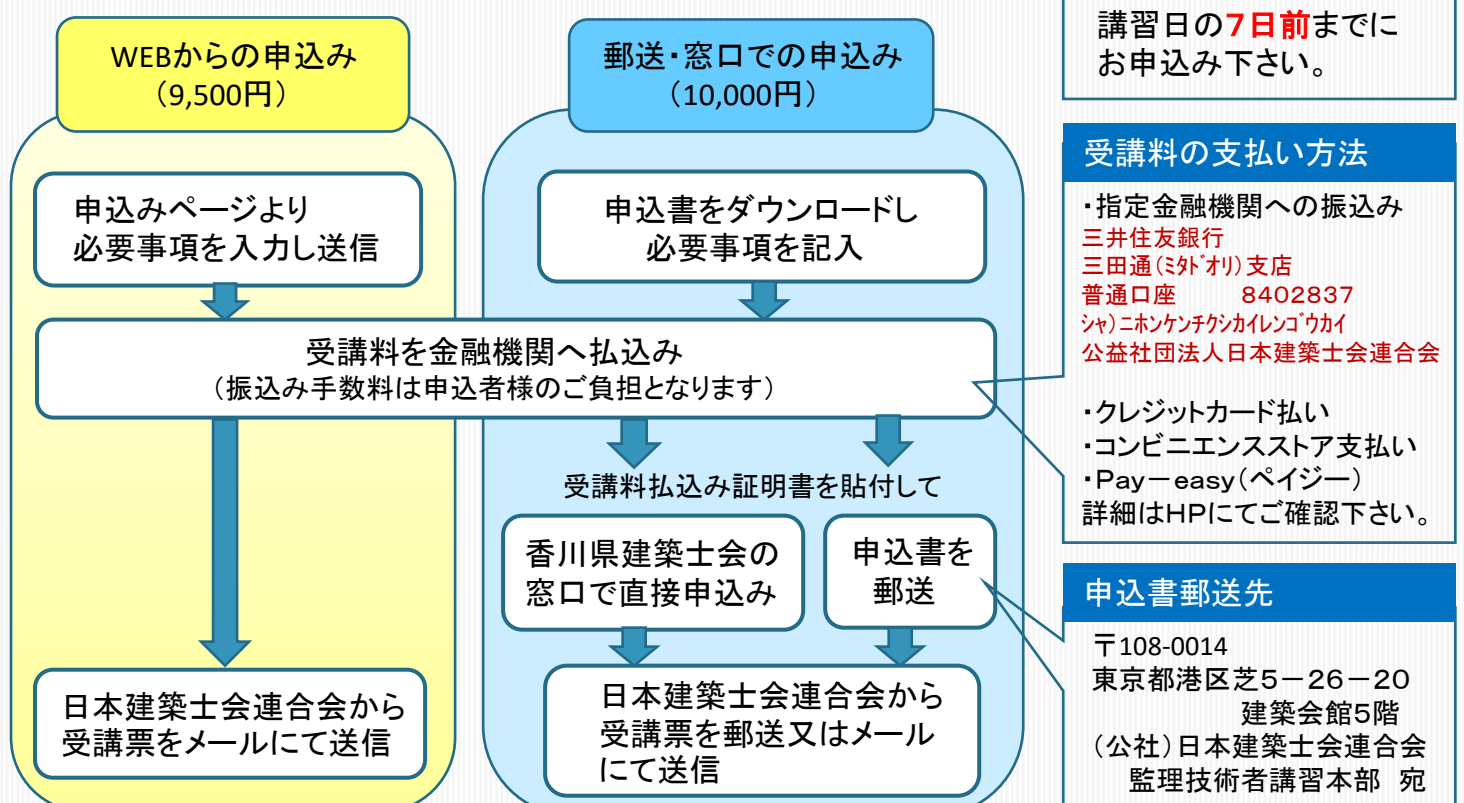 WEBからの申込み
（9,500円）
申込みページより
必要事項を入力し送信
郵送・窓口での申込み
（10,000円）
申込書をダウンロードし
必要事項を記入
受講料を金融機関へ払込み
（振込み手数料は申込者様のご負担となります）
受講料払込み証明書を貼付して
香川県建築士会の
窓口で直接申込み
申込書を
郵送
日本建築士会連合会から
受講票をメールにて送信
日本建築士会連合会から
受講票を郵送又はメール
にて送信
講習日の７日前までに
お申込み下さい。
受講料の支払い方法
・指定金融機関への振込み
三井住友銀行
三田通（ﾐﾀﾄﾞｵﾘ）支店
普通口座　　８４０２８３７
ｼｬ）ﾆﾎﾝｹﾝﾁｸｼｶｲﾚﾝｺﾞｳｶｲ
公益社団法人日本建築士会連合会
・クレジットカード払い
・コンビニエンスストア支払い
・Ｐａｙ－ｅａｓｙ（ペイジー）
詳細はHPにてご確認下さい。
申込書郵送先
〒108-0014
東京都港区芝５－２６－２０
建築会館5階
（公社）日本建築士会連合会
監理技術者講習本部　宛